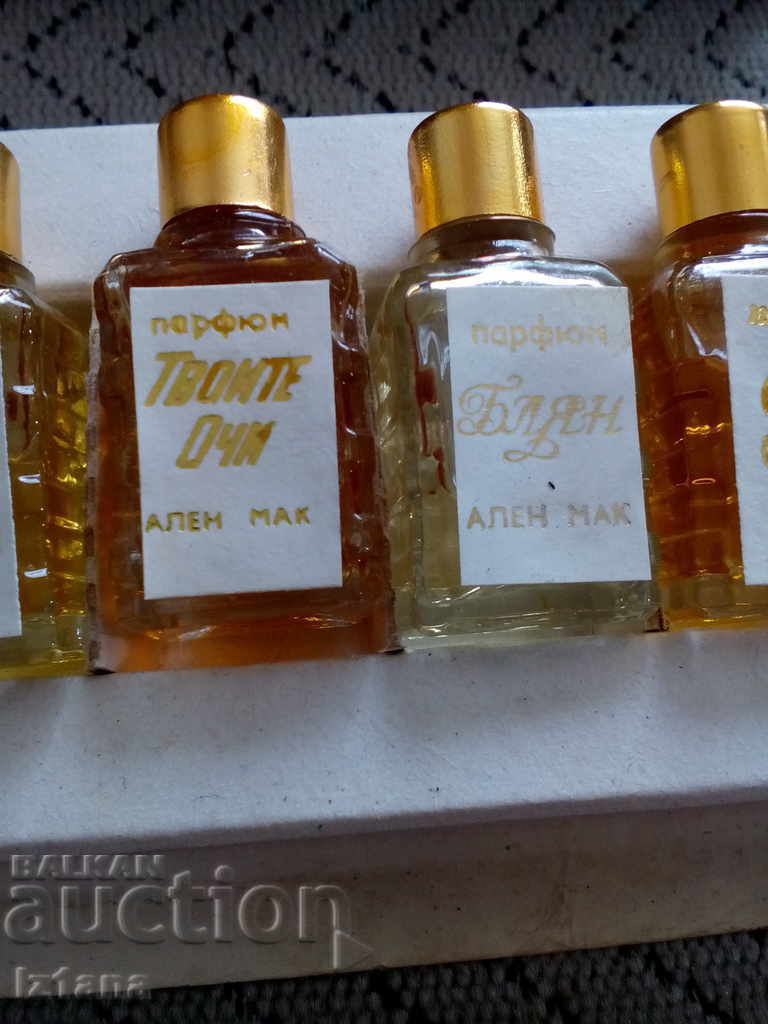 парфюм
Твоите
Очи
АЛЕН МАК
парфюм
Блян
АЛЕН МАК
BALKAN
auction
Iztana